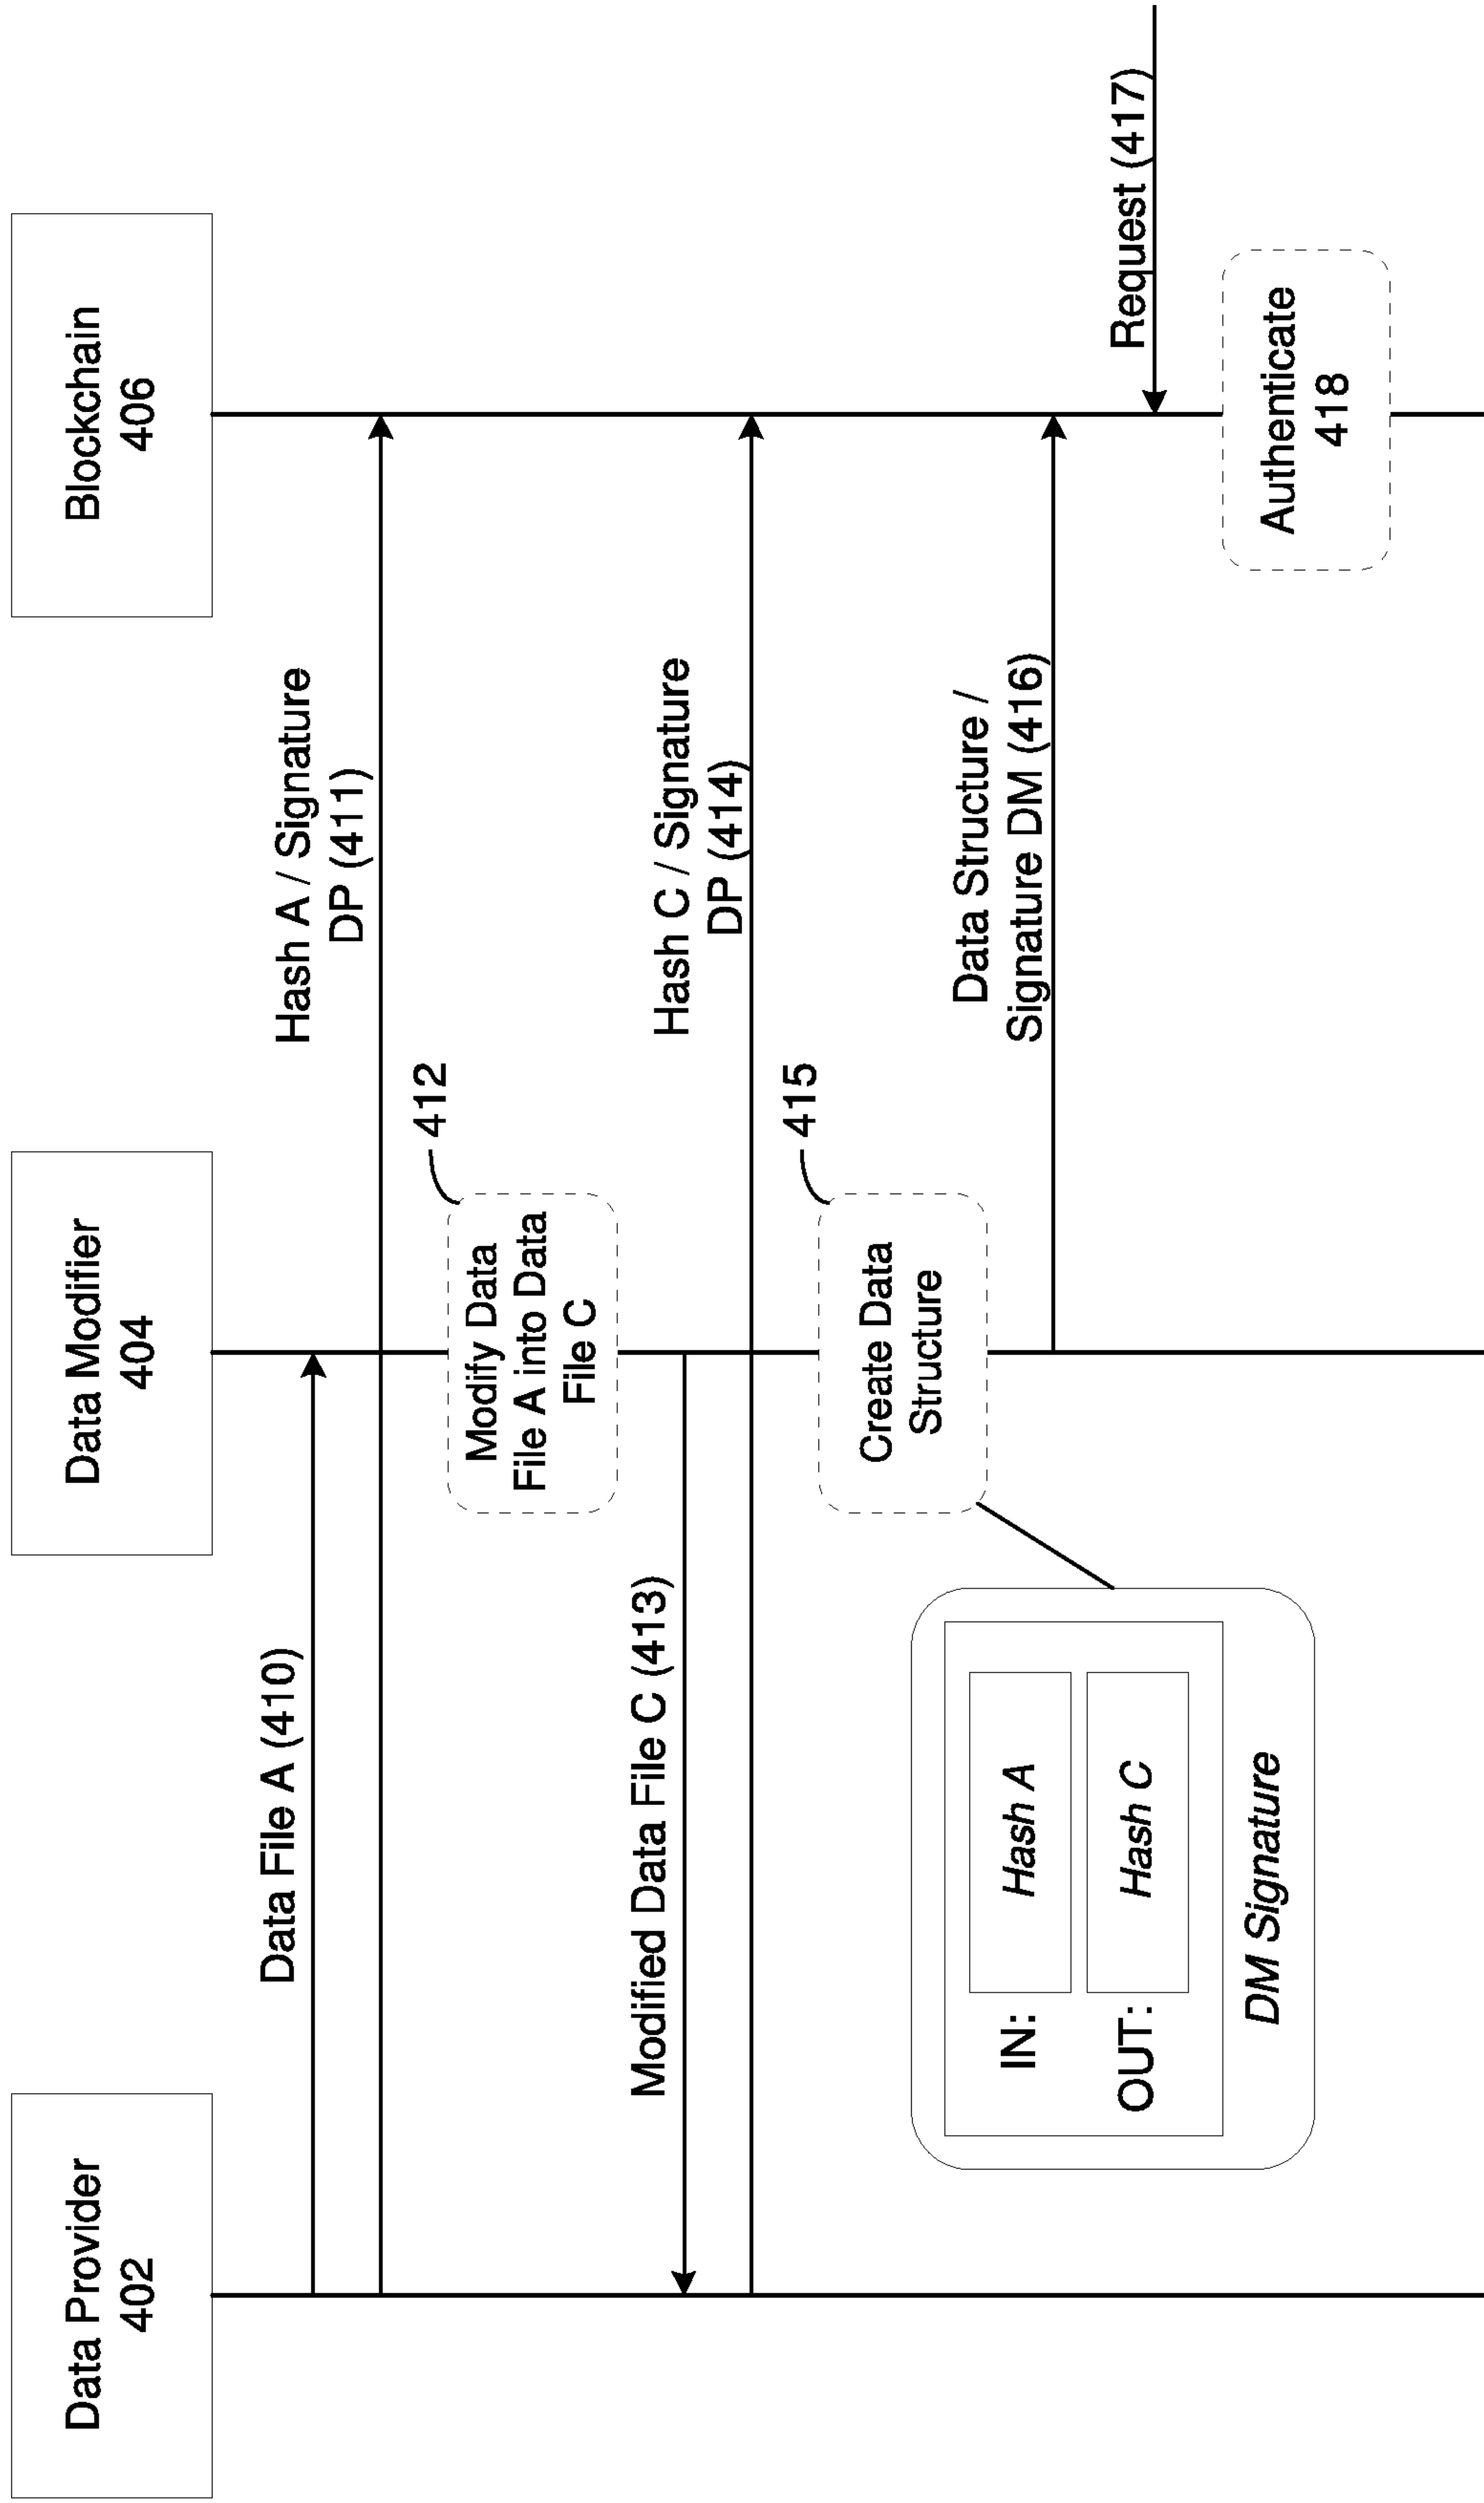 Data Provider
402
Data Modifier
404
Blockchain
406
Data File A (410)
Hash A / Signature
DP (411)
412
Modify Data
File A into Data
File C
Modified Data File C (413)
Hash C / Signature
DP (414)
415
Create Data
Structure
IN:
Hash A
OUT:
Hash C
DM Signature
Data Structure /
Signature DM (416)
Request (417)
Authenticate
418